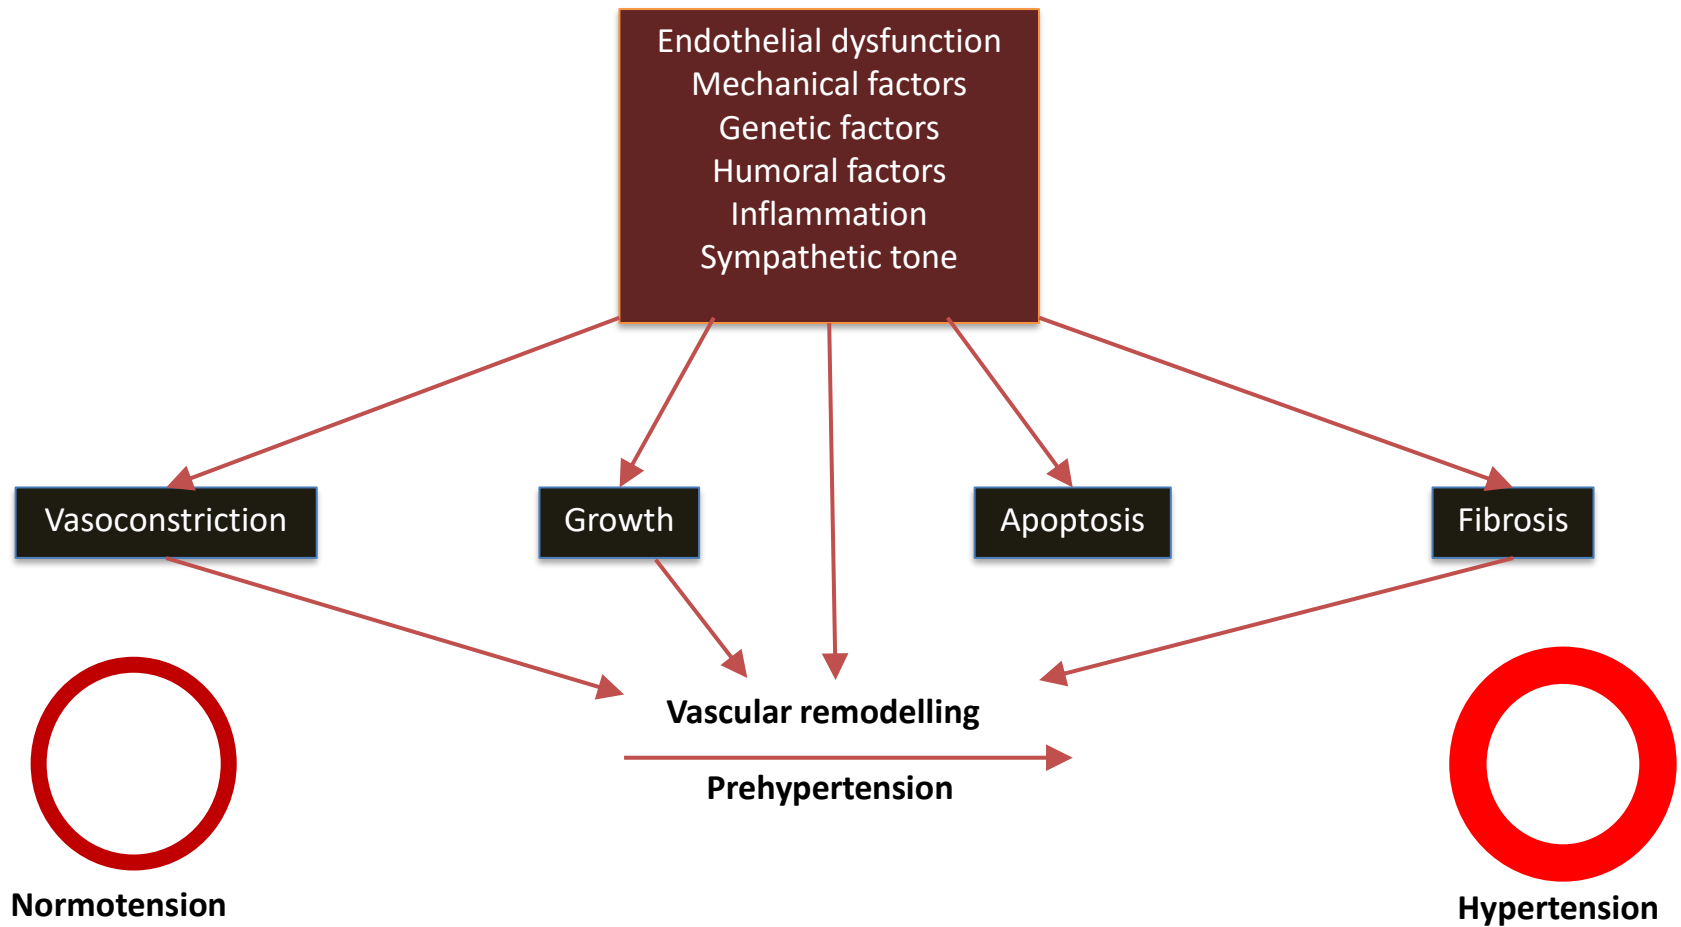 Endothelial dysfunction
Mechanical factors
Genetic factors
Humoral factors
Inflammation
Sympathetic tone
Vasoconstriction
Growth
Apoptosis
Fibrosis
Vascular remodelling
Prehypertension
Normotension
Hypertension